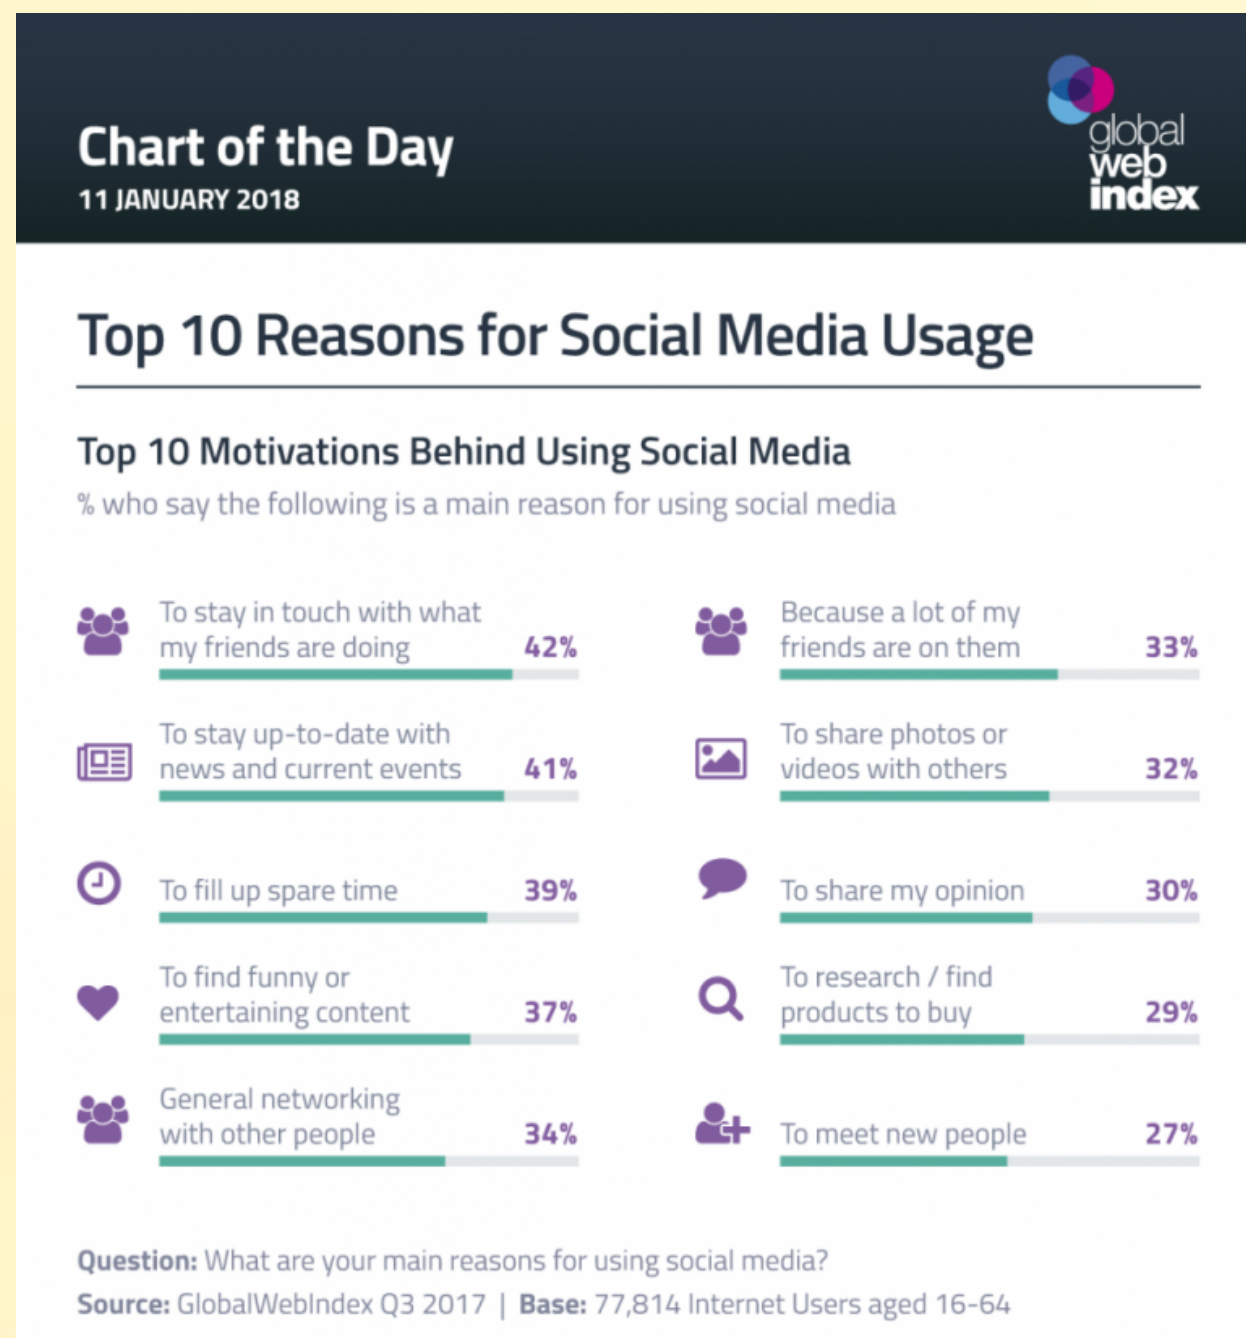 Chart of the Day
11 JANUARY 2018
global
web
index
Top 10 Reasons for Social Media Usage
Top 10 Motivations Behind Using Social Media
% who say the following is a main reason for using social media
To stay in touch with what
my friends are doing 42%
To stay up-to-date with
news and current events 41%
To fill up spare time 39%
To find funny or
entertaining content 37%
General networking
with other people 34%
Because a lot of my
friends are on them 33%
To share photos or
videos with others 32%
To share my opinion 30%
To research / find
products to buy 29%
To meet new people 27%
Question: What are your main reasons for using social media?
Source: GlobalWebIndex Q3 2017 | Base: 77,814 Internet Users aged 16-64